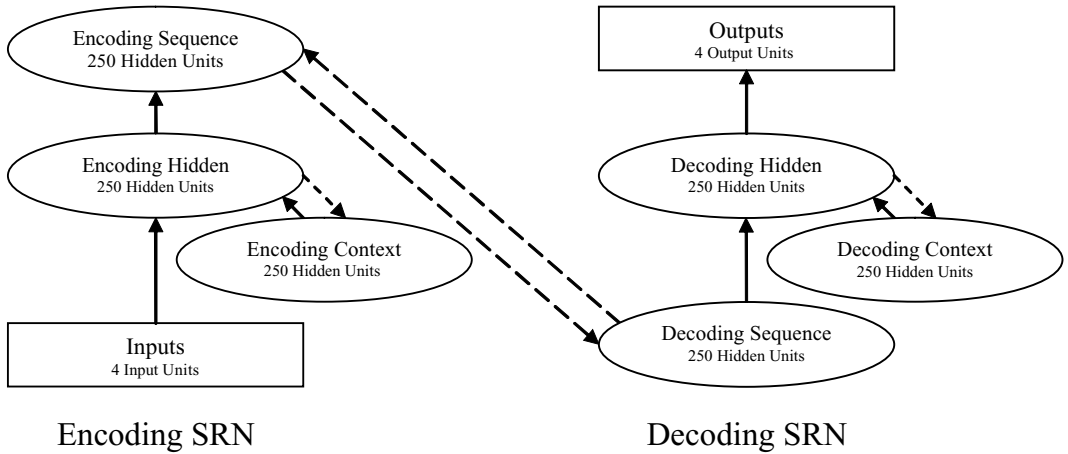 Encoding Sequence
250 Hidden Units
Encoding Hidden
250 Hidden Units
Encoding Context
250 Hidden Units
Inputs
4 Input Units
Encoding SRN
Outputs
4 Output Units
Decoding Hidden
250 Hidden Units
Decoding Context
250 Hidden Units
Decoding Sequence
250 Hidden Units
Decoding SRN